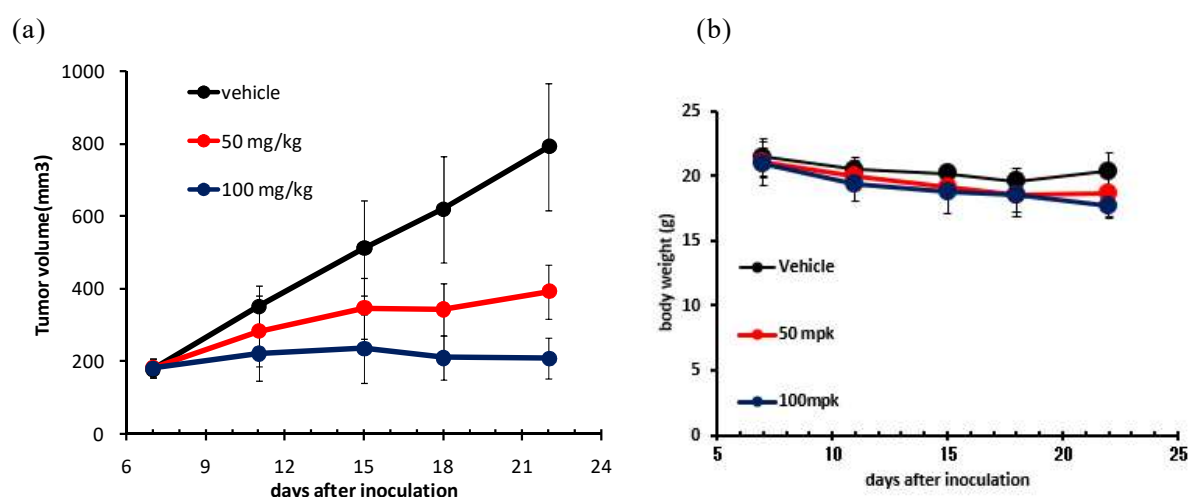 (a)
(b)
1000
800
600
400
200
0
Tumor volume(mm3)
vehicle
50 mg/kg
100 mg/kg
6 9 12 15 18 21 24
days after inoculation
25
20
15
10
5
0
body weight (g)
Vehicle
50 mpk
100mpk
5 10 15 20 25
days after inoculation